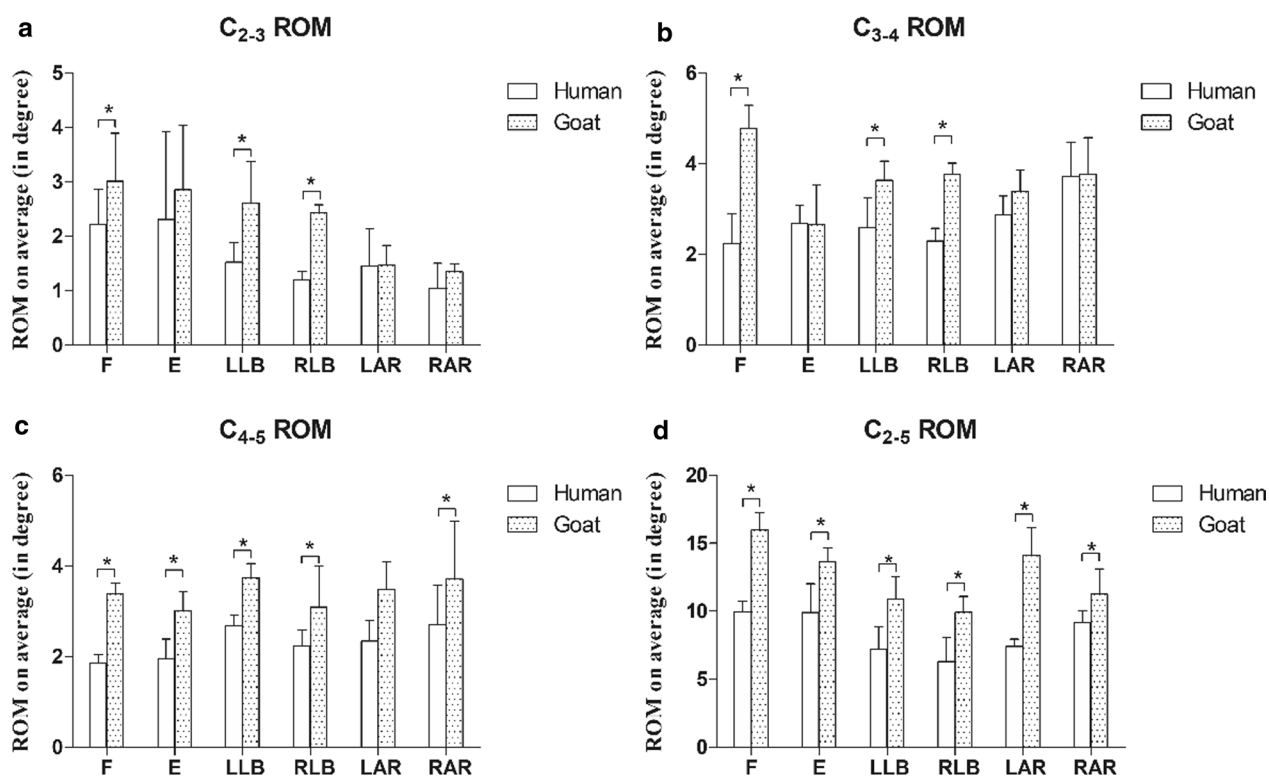 a
C2-3 ROM
ROM on average (in degree)
5
4
3
2
1
0
* * *
F E LLB RLB LAR RAR
Human
Goat
b
C3-4 ROM
ROM on average (in degree)
6
4
2
0
* * *
F E LLB RLB LAR RAR
Human
Goat
c
C4-5 ROM
ROM on average (in degree)
6
4
2
0
* * * * *
F E LLB RLB LAR RAR
Human
Goat
d
C2-5 ROM
ROM on average (in degree)
20
15
10
5
0
* * * * * *
F E LLB RLB LAR RAR
Human
Goat